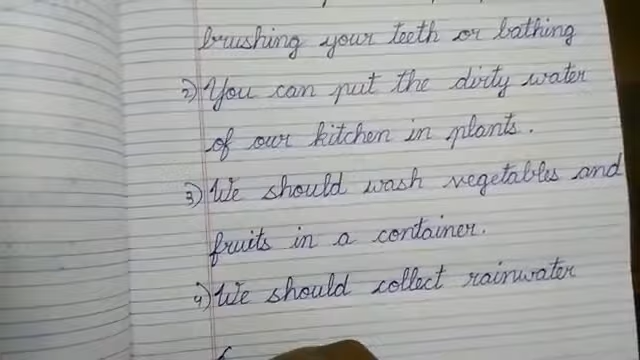 brushing your teeth or bathing
2) You can put the dirty water
of our kitchen in plants.
3) We should wash vegetables and
fruits in a container.
4) We should collect rainwater